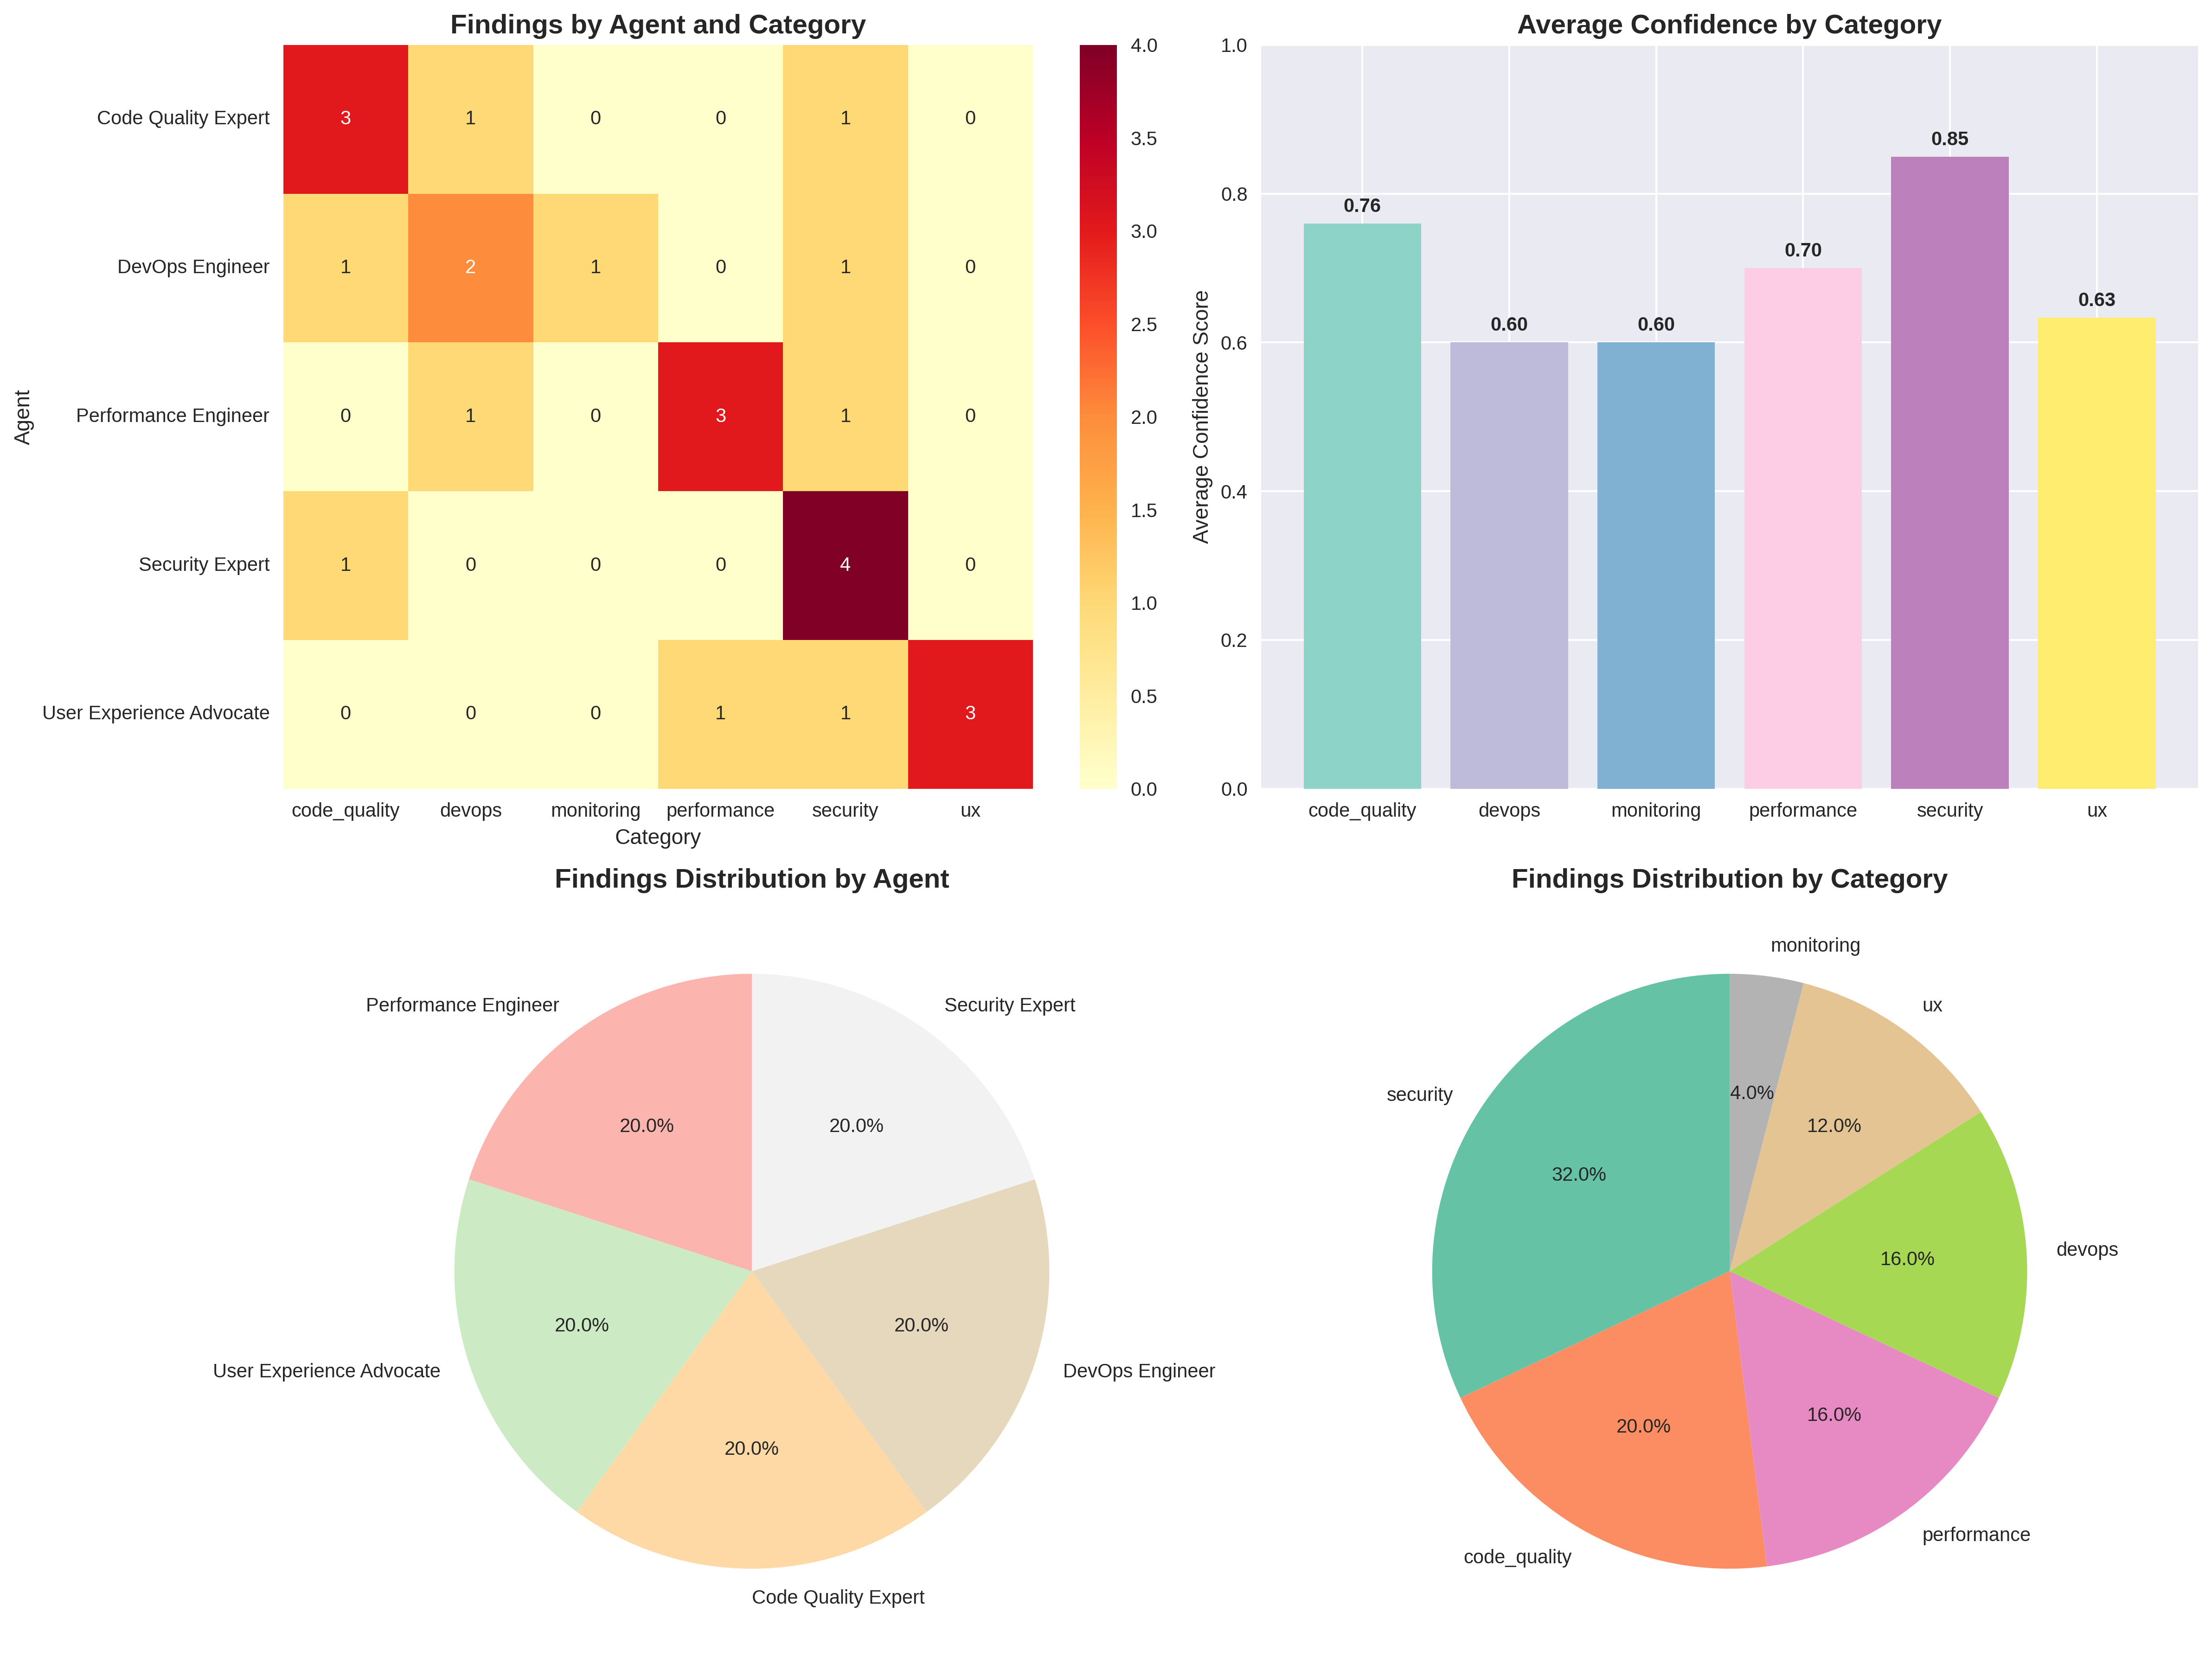 Findings by Agent and Category
4.0
Code Quality Expert 3 1 0 0 1 0
3.5
3.0
DevOps Engineer 1 2 1 0 1 0
2.5
Agent
Performance Engineer 0 1 0 3 1 0
2.0
1.5
Security Expert 1 0 0 0 4 0
1.0
User Experience Advocate 0 0 0 1 1 3
0.5
0.0
code_quality devops monitoring performance security ux
Category
Average Confidence by Category
Average Confidence Score
1.0
0.8
0.6
0.4
0.2
0.0
0.76 0.60 0.60 0.70 0.85 0.63
code_quality devops monitoring performance security ux
Findings Distribution by Agent
Performance Engineer
Security Expert
20.0% 20.0%
20.0% 20.0%
User Experience Advocate
DevOps Engineer
20.0%
Code Quality Expert
Findings Distribution by Category
monitoring
ux
security
4.0%
12.0%
32.0%
devops
16.0%
16.0%
20.0%
performance
code_quality